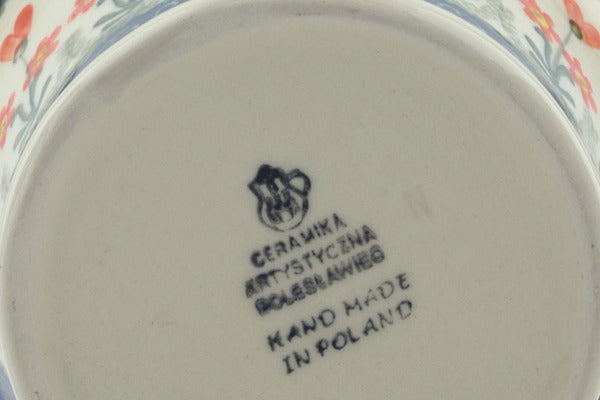 CERAMIKA
ARTYSTYCZNA
BOLESŁAWIEC
HAND MADE
IN POLAND